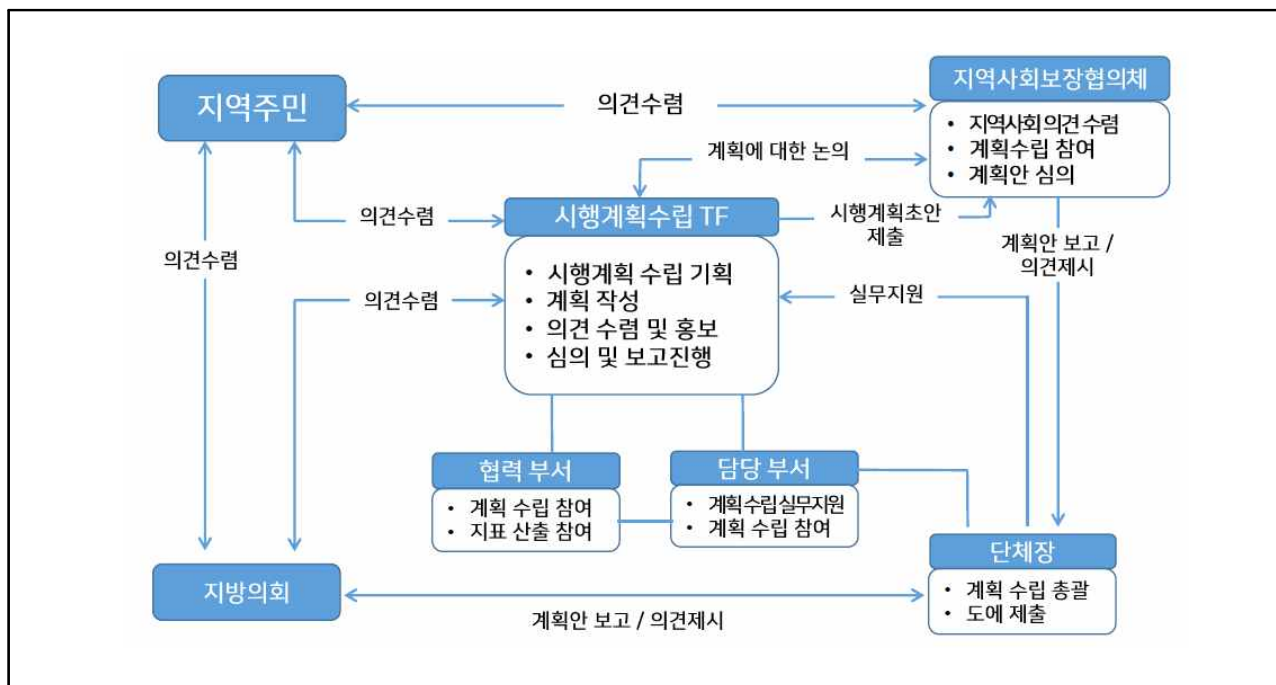 지역주민
의견수렴
지역사회보장협의체
• 지역사회 의견 수렴
• 계획수립 참여
• 계획안 심의
계획에 대한 논의
의견수렴
시행계획수립 TF
시행계획초안
제출
의견수렴
계획안 보고 /
의견제시
• 시행계획 수립 기획
• 계획 작성
• 의견 수렴 및 홍보
• 심의 및 보고진행
의견수렴
실무지원
협력 부서
• 계획 수립 참여
• 지표 산출 참여
담당 부서
• 계획수립실무지원
• 계획 수립 참여
지방의회
단체장
• 계획 수립 총괄
• 도에 제출
계획안 보고 / 의견제시